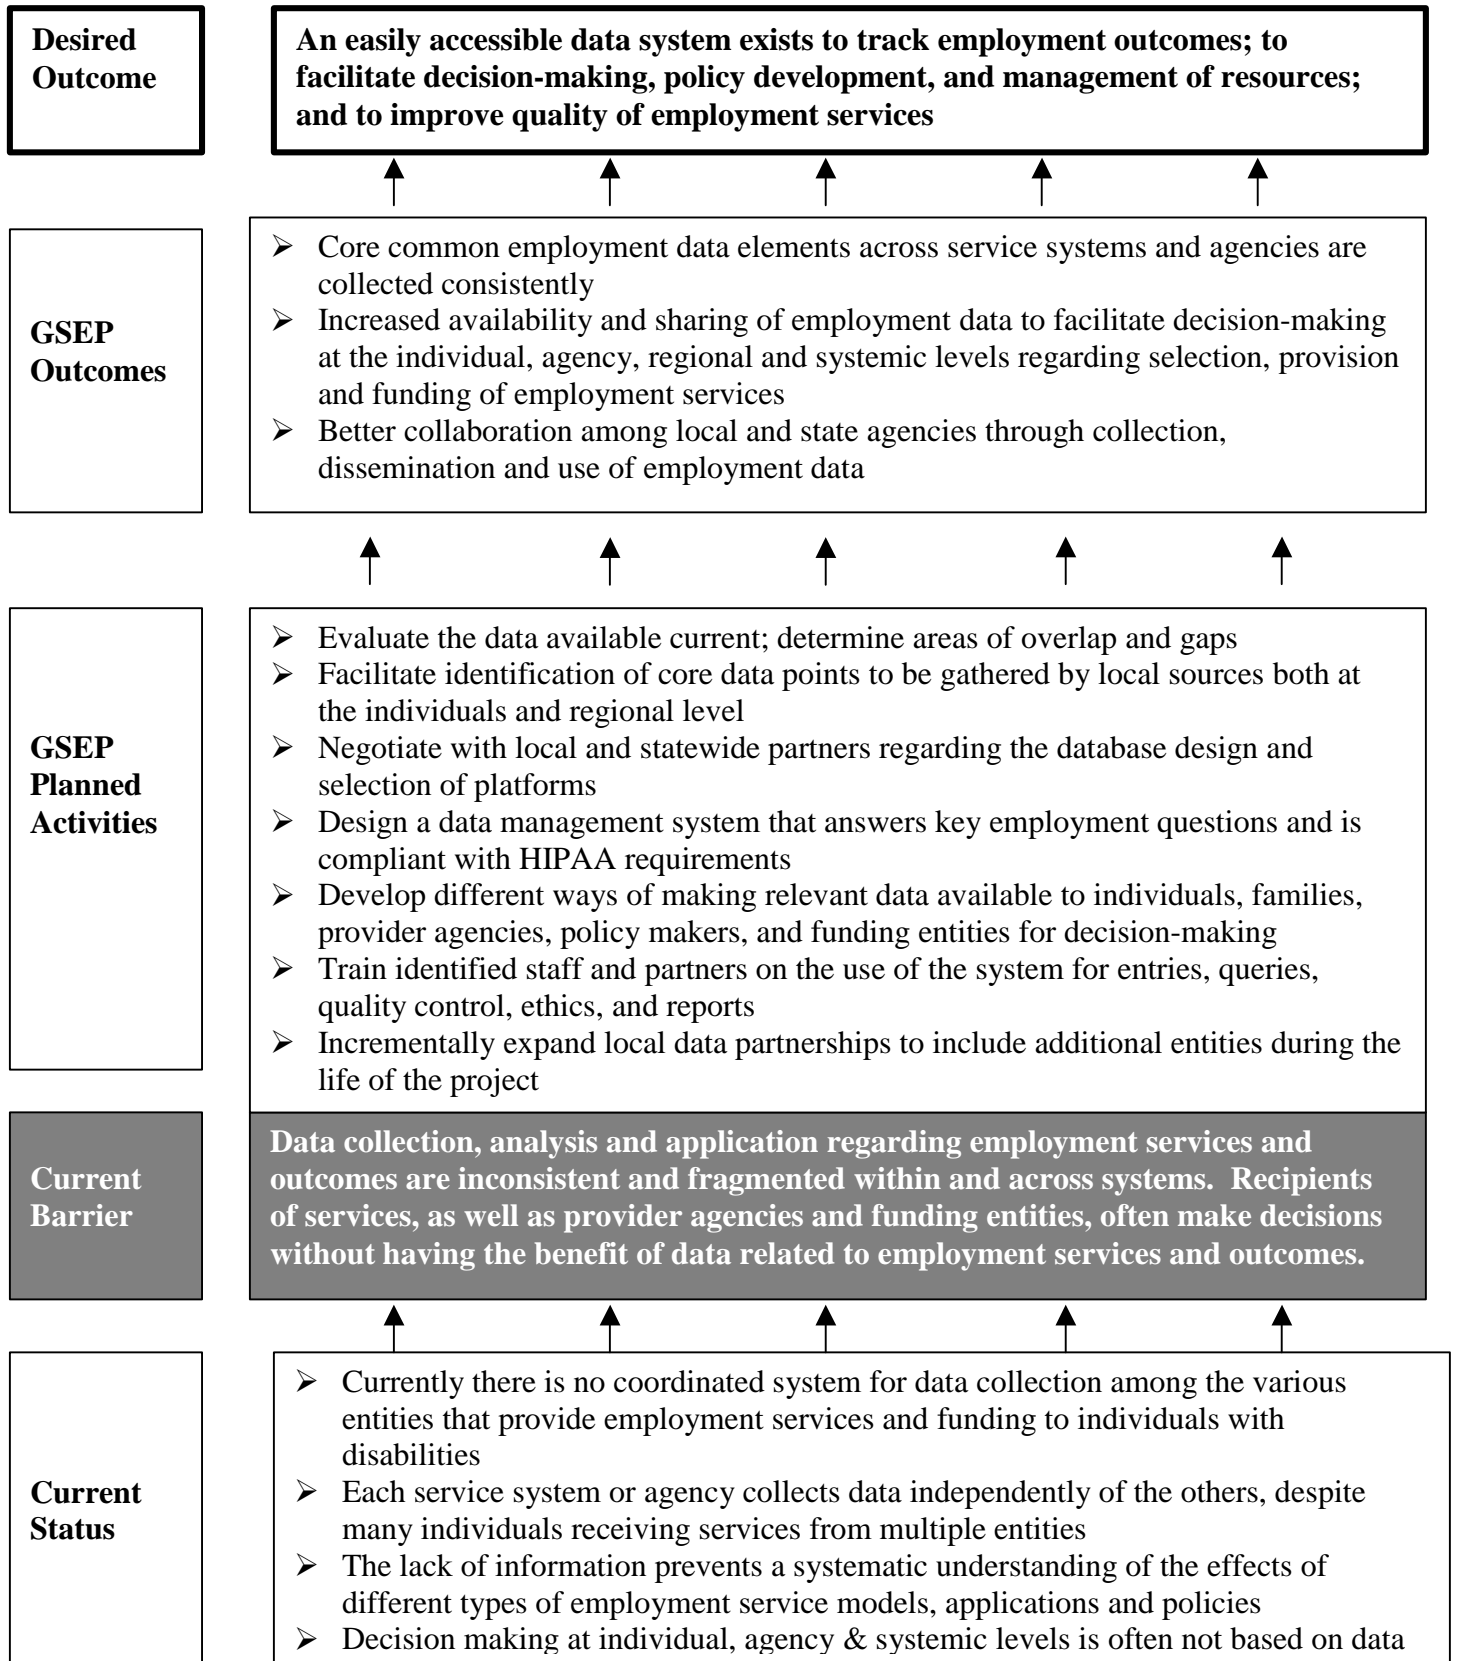 Desired
Outcome
An easily accessible data system exists to track employment outcomes; to
facilitate decision-making, policy development, and management of resources;
and to improve quality of employment services
GSEP
Outcomes
➢ Core common employment data elements across service systems and agencies are
collected consistently
➢ Increased availability and sharing of employment data to facilitate decision-making
at the individual, agency, regional and systemic levels regarding selection, provision
and funding of employment services
➢ Better collaboration among local and state agencies through collection,
dissemination and use of employment data
GSEP
Planned
Activities
➢ Evaluate the data available current; determine areas of overlap and gaps
➢ Facilitate identification of core data points to be gathered by local sources both at
the individuals and regional level
➢ Negotiate with local and statewide partners regarding the database design and
selection of platforms
➢ Design a data management system that answers key employment questions and is
compliant with HIPAA requirements
➢ Develop different ways of making relevant data available to individuals, families,
provider agencies, policy makers, and funding entities for decision-making
➢ Train identified staff and partners on the use of the system for entries, queries,
quality control, ethics, and reports
➢ Incrementally expand local data partnerships to include additional entities during the
life of the project
Current
Barrier
Data collection, analysis and application regarding employment services and
outcomes are inconsistent and fragmented within and across systems.  Recipients
of services, as well as provider agencies and funding entities, often make decisions
without having the benefit of data related to employment services and outcomes.
Current
Status
➢ Currently there is no coordinated system for data collection among the various
entities that provide employment services and funding to individuals with
disabilities
➢ Each service system or agency collects data independently of the others, despite
many individuals receiving services from multiple entities
➢ The lack of information prevents a systematic understanding of the effects of
different types of employment service models, applications and policies
➢ Decision making at individual, agency & systemic levels is often not based on data